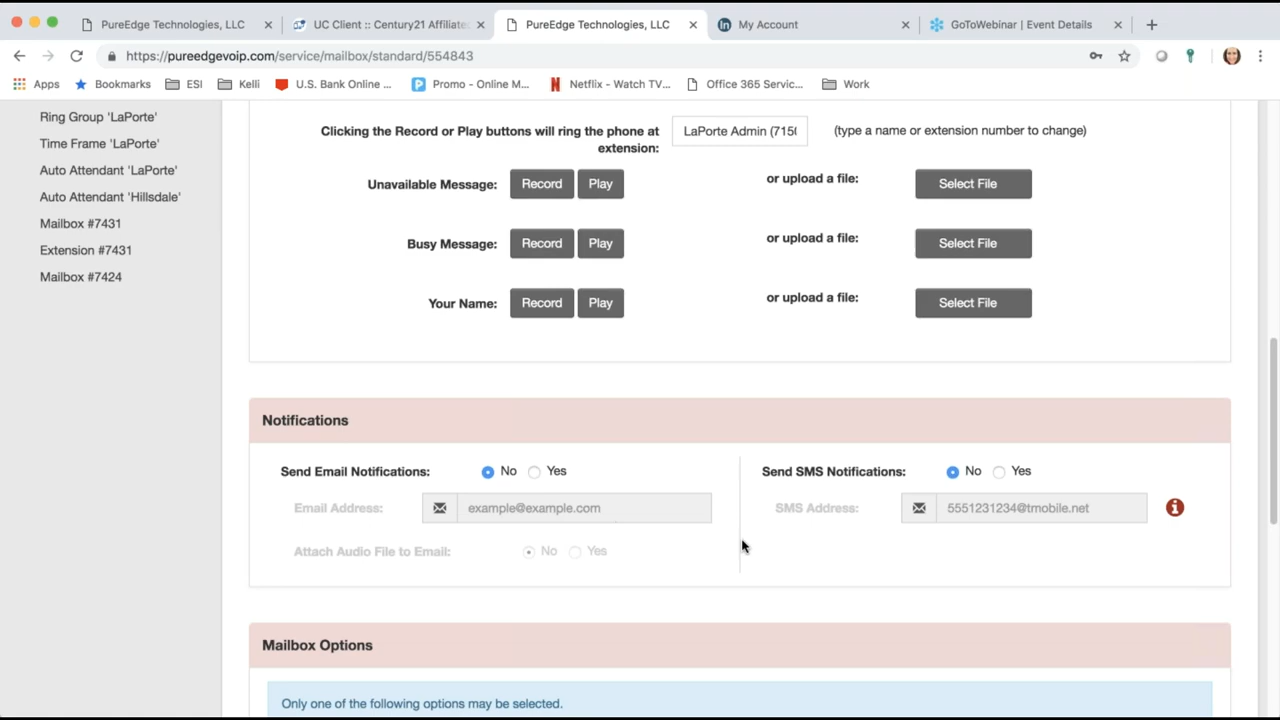 PureEdge Technologies, LLC
UC Client :: Century21 Affiliate
PureEdge Technologies, LLC
My Account
GoToWebinar | Event Details
https://pureedgevoip.com/service/mailbox/standard/554843
Apps
Bookmarks
ESI
Kelli
U.S. Bank Online ...
Promo - Online M...
Netflix - Watch TV...
Office 365 Servic...
Work
Ring Group 'LaPorte'
Time Frame 'LaPorte'
Auto Attendant 'LaPorte'
Auto Attendant 'Hillsdale'
Mailbox #7431
Extension #7431
Mailbox #7424
Clicking the Record or Play buttons will ring the phone at
extension:
LaPorte Admin (715(
(type a name or extension number to change)
Unavailable Message: Record Play or upload a file: Select File
Busy Message: Record Play or upload a file: Select File
Your Name: Record Play or upload a file: Select File
Notifications
Send Email Notifications: No Yes
Email Address: example@example.com
Attach Audio File to Email: No Yes
Send SMS Notifications: No Yes
SMS Address: 5551231234@tmobile.net
Mailbox Options
Only one of the following options may be selected.